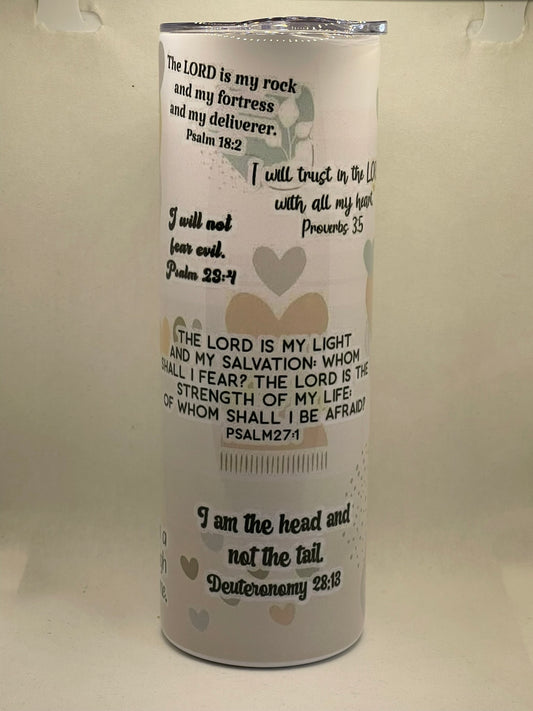 The LORD is my rock
and my fortress
and my deliverer.
Psalm 18:2
I will trust in the
with all my heart
Proverbs 3:5
I will not
fear evil.
Psalm 23:4
THE LORD IS MY LIGHT
AND MY SALVATION; WHOM
SHALL I FEAR? THE LORD IS THE
STRENGTH OF MY LIFE;
OF WHOM SHALL I BE AFRAID?
PSALM27:1
I am the head and
not the tail.
Deuteronomy 28:13